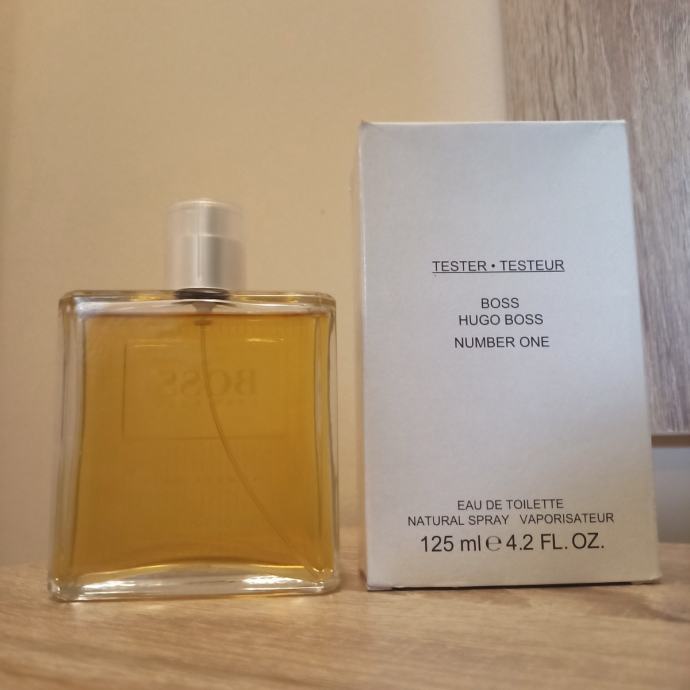 BOSS
TESTER • TESTEUR
BOSS
HUGO BOSS
NUMBER ONE
EAU DE TOILETTE
NATURAL SPRAY VAPORISATEUR
125 ml ℮ 4.2 FL. OZ.